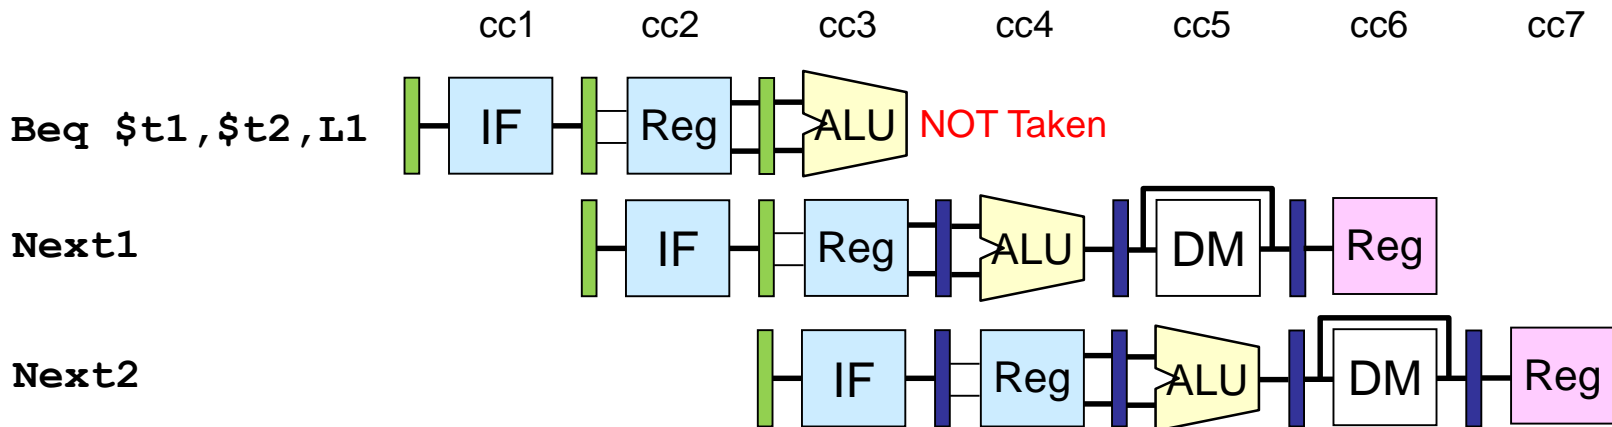 cc1 cc2 cc3 cc4 cc5 cc6 cc7
Beq $t1,$t2,L1 IF Reg ALU NOT Taken
Next1 IF Reg ALU DM Reg
Next2 IF Reg ALU DM Reg